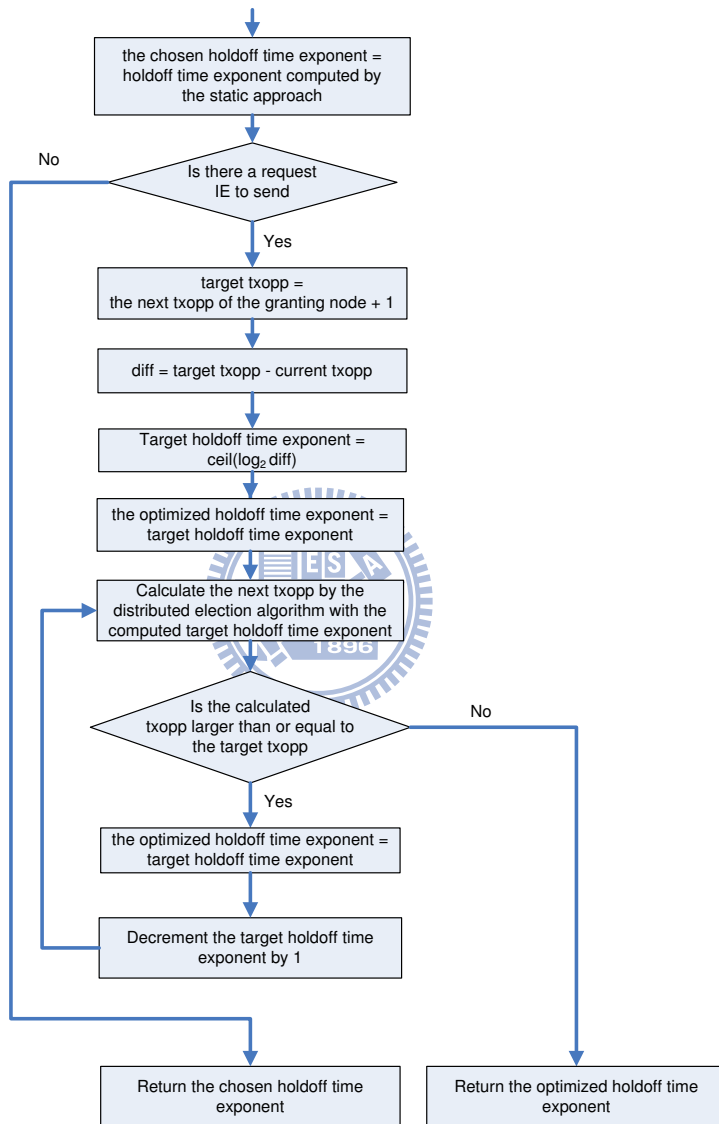 the chosen holdoff time exponent =
holdoff time exponent computed by
the static approach
No
Is there a request
IE to send
Yes
target txopp =
the next txopp of the granting node + 1
diff = target txopp - current txopp
Target holdoff time exponent =
ceil(log₂ diff)
the optimized holdoff time exponent =
target holdoff time exponent
E S A
Calculate the next txopp by the
distributed election algorithm with the
computed target holdoff time exponent
1896
Is the calculated
txopp larger than or equal to
the target txopp
No
Yes
the optimized holdoff time exponent =
target holdoff time exponent
Decrement the target holdoff time
exponent by 1
Return the chosen holdoff time
exponent
Return the optimized holdoff time
exponent